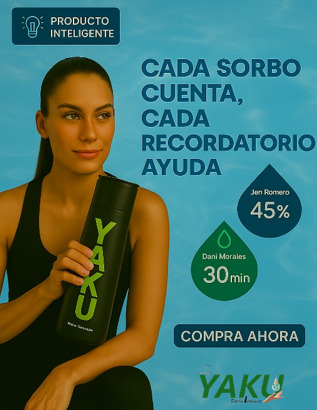 PRODUCTO
INTELIGENTE
CADA SORBO
CUENTA,
CADA
RECORDATORIO
AYUDA
Jen Romero
45%
Dani Morales
30min
YAKU
COMPRA AHORA
YAKU